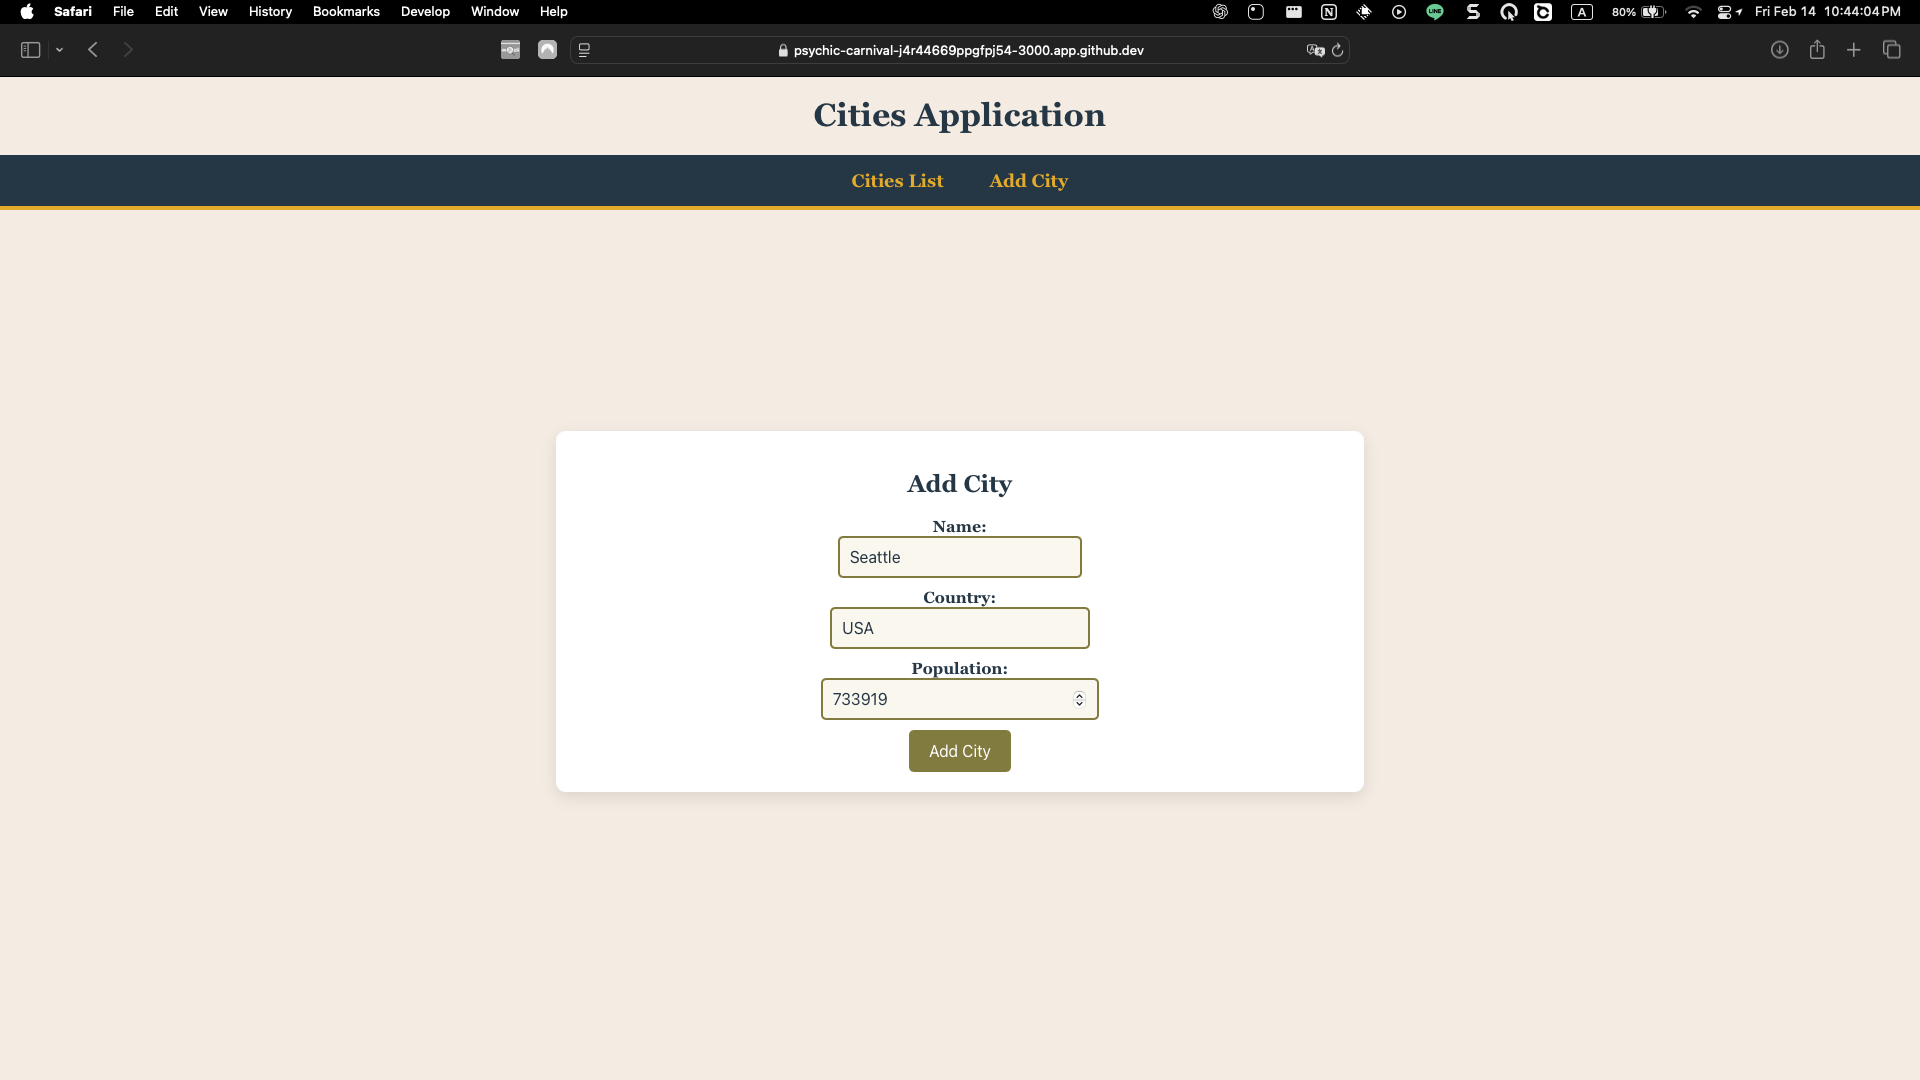 Safari File Edit View History Bookmarks Develop Window Help N LINE S A 80% Fri Feb 14 10:44:04 PM
psychic-carnival-j4r44669ppgfpj54-3000.app.github.dev
Cities Application
Cities List Add City
Add City
Name:
Seattle
Country:
USA
Population:
733919
Add City